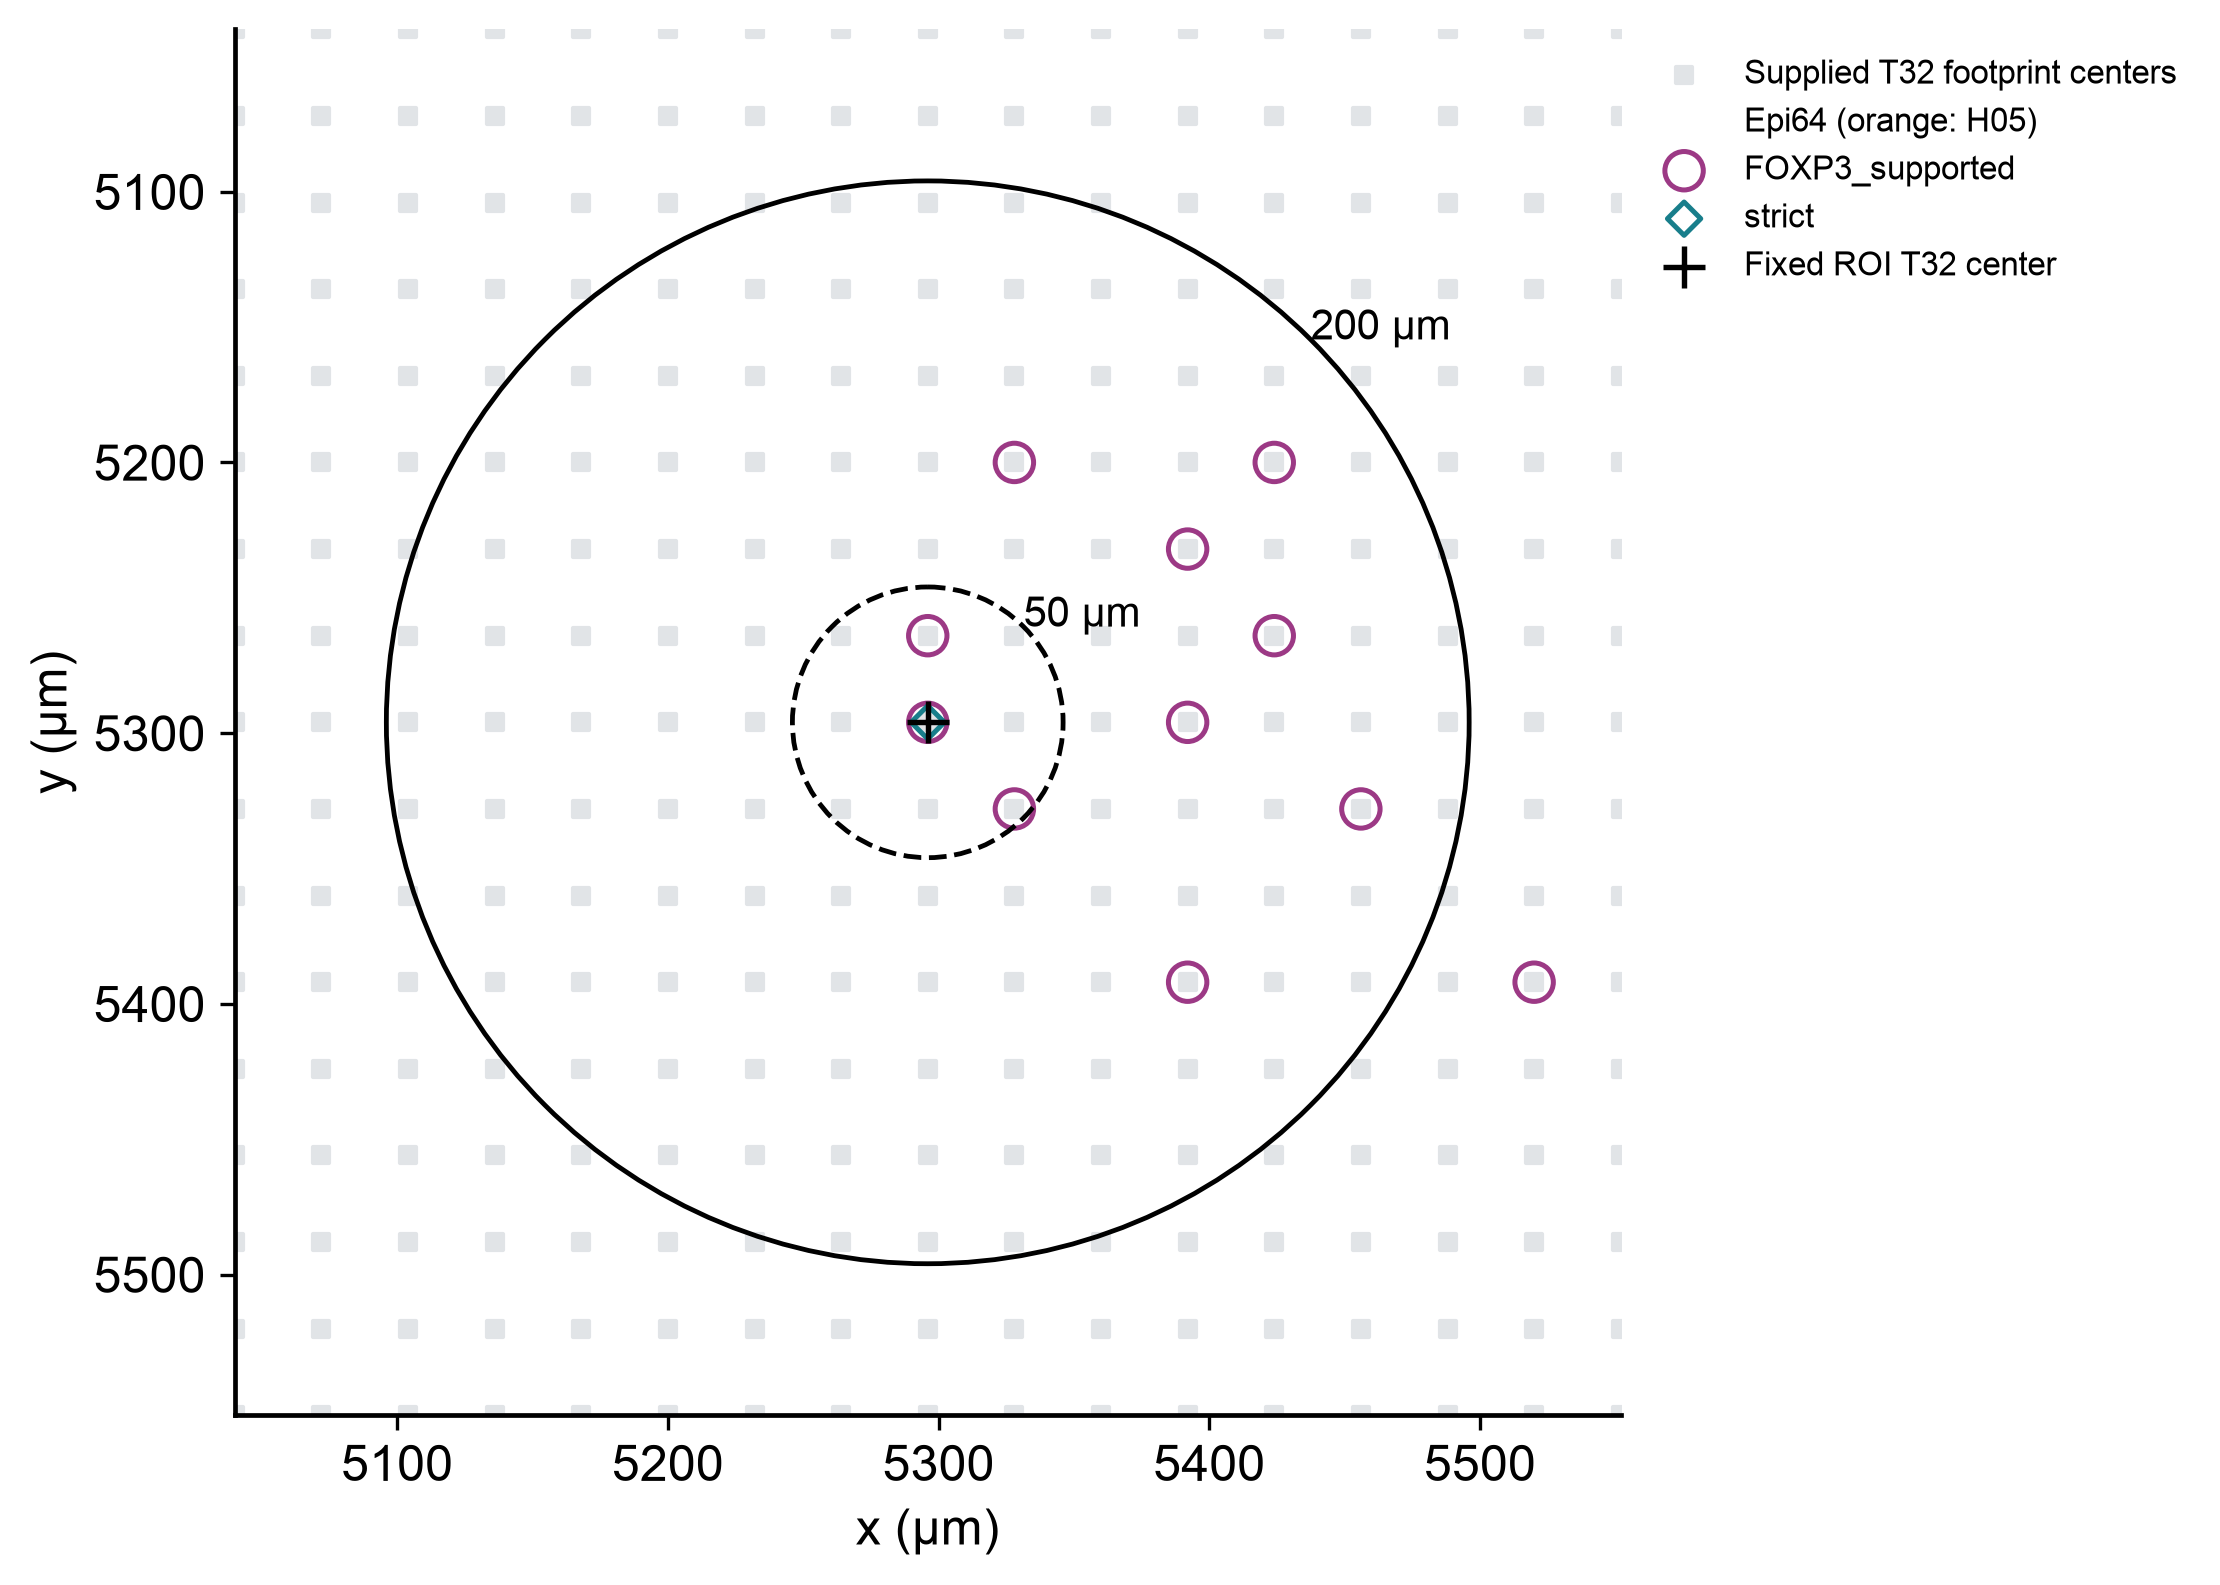 Supplied T32 footprint centers
Epi64 (orange: H05)
FOXP3_supported
strict
Fixed ROI T32 center
200 µm
50 µm
y (µm)
5100
5200
5300
5400
5500
5100 5200 5300 5400 5500
x (µm)